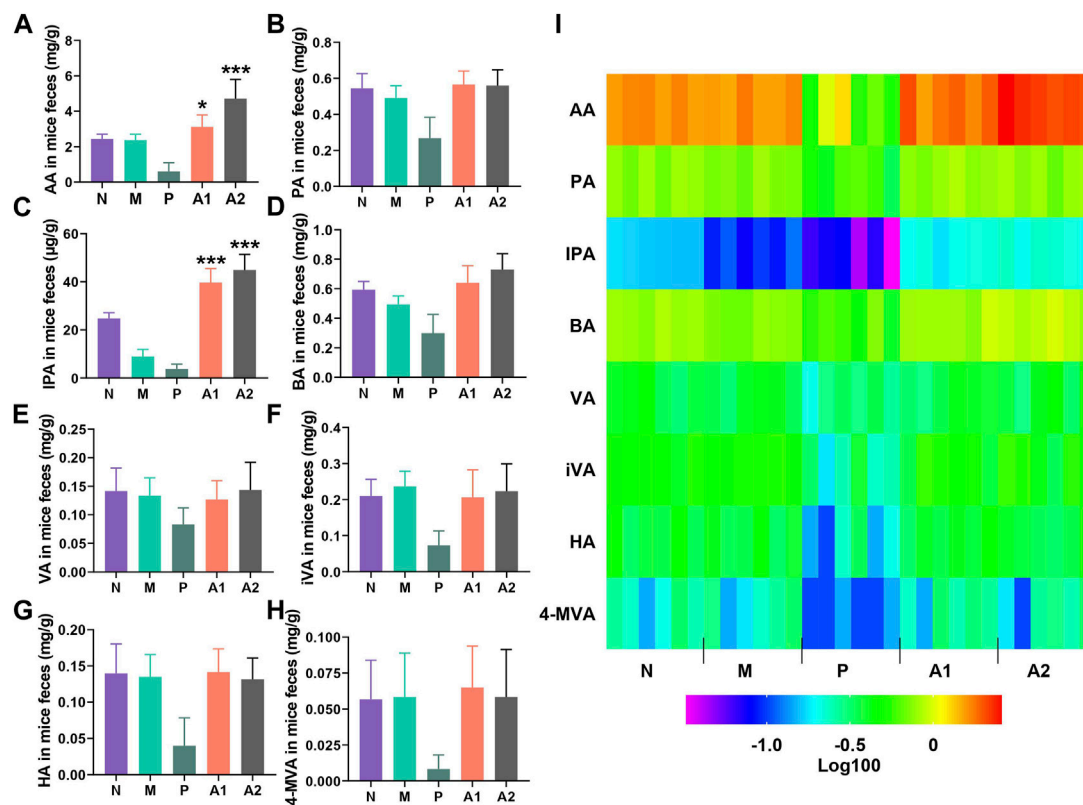 A
AA in mice feces (mg/g)
8
6
4
2
0
*
***
N M P A1 A2
B
PA in mice feces (mg/g)
0.8
0.6
0.4
0.2
0.0
N M P A1 A2
C
IPA in mice feces (µg/g)
60
40
20
0
***
***
N M P A1 A2
D
BA in mice feces (mg/g)
1.0
0.8
0.6
0.4
0.2
0.0
N M P A1 A2
E
VA in mice feces (mg/g)
0.25
0.20
0.15
0.10
0.05
0.00
N M P A1 A2
F
iVA in mice feces (mg/g)
0.4
0.3
0.2
0.1
0.0
N M P A1 A2
G
HA in mice feces (mg/g)
0.20
0.15
0.10
0.05
0.00
N M P A1 A2
H
4-MVA in mice feces (mg/g)
0.100
0.075
0.050
0.025
0.000
N M P A1 A2
I
AA
PA
IPA
BA
VA
iVA
HA
4-MVA
N M P A1 A2
-1.0 -0.5 0
Log100